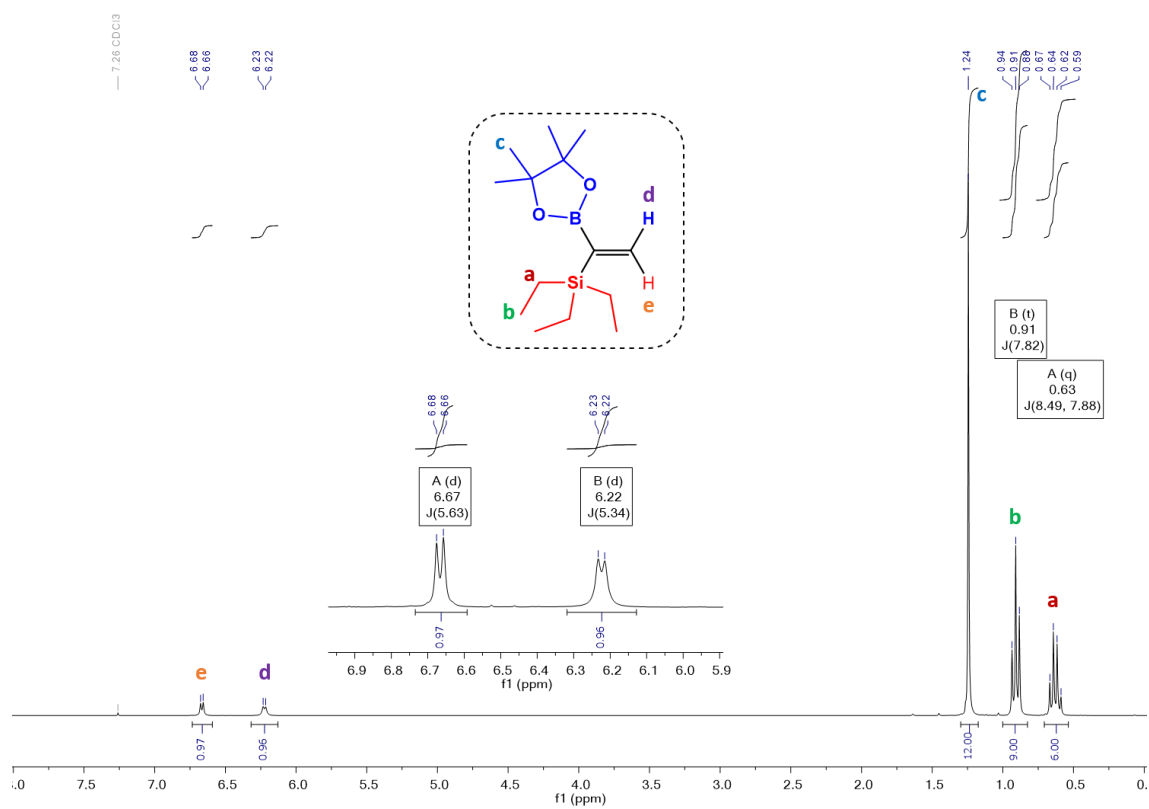 7.26 CDCl3
6.68
6.66
6.23
6.22
1.24
0.94
0.91
0.88
0.67
0.64
0.62
0.59
c
c
O
O
B
d
H
a
Si
H
b
e
B (t)
0.91
J(7.82)
A (q)
0.63
J(8.49, 7.88)
6.68
6.66
6.23
6.22
A (d)
6.67
J(5.63)
B (d)
6.22
J(5.34)
b
a
0.97
0.96
6.9 6.8 6.7 6.6 6.5 6.4 6.3 6.2 6.1 6.0 5.9
f1 (ppm)
e
d
0.97
0.96
12.00
9.00
6.00
3.0 7.5 7.0 6.5 6.0 5.5 5.0 4.5 4.0 3.5 3.0 2.5 2.0 1.5 1.0 0.5 0.
f1 (ppm)